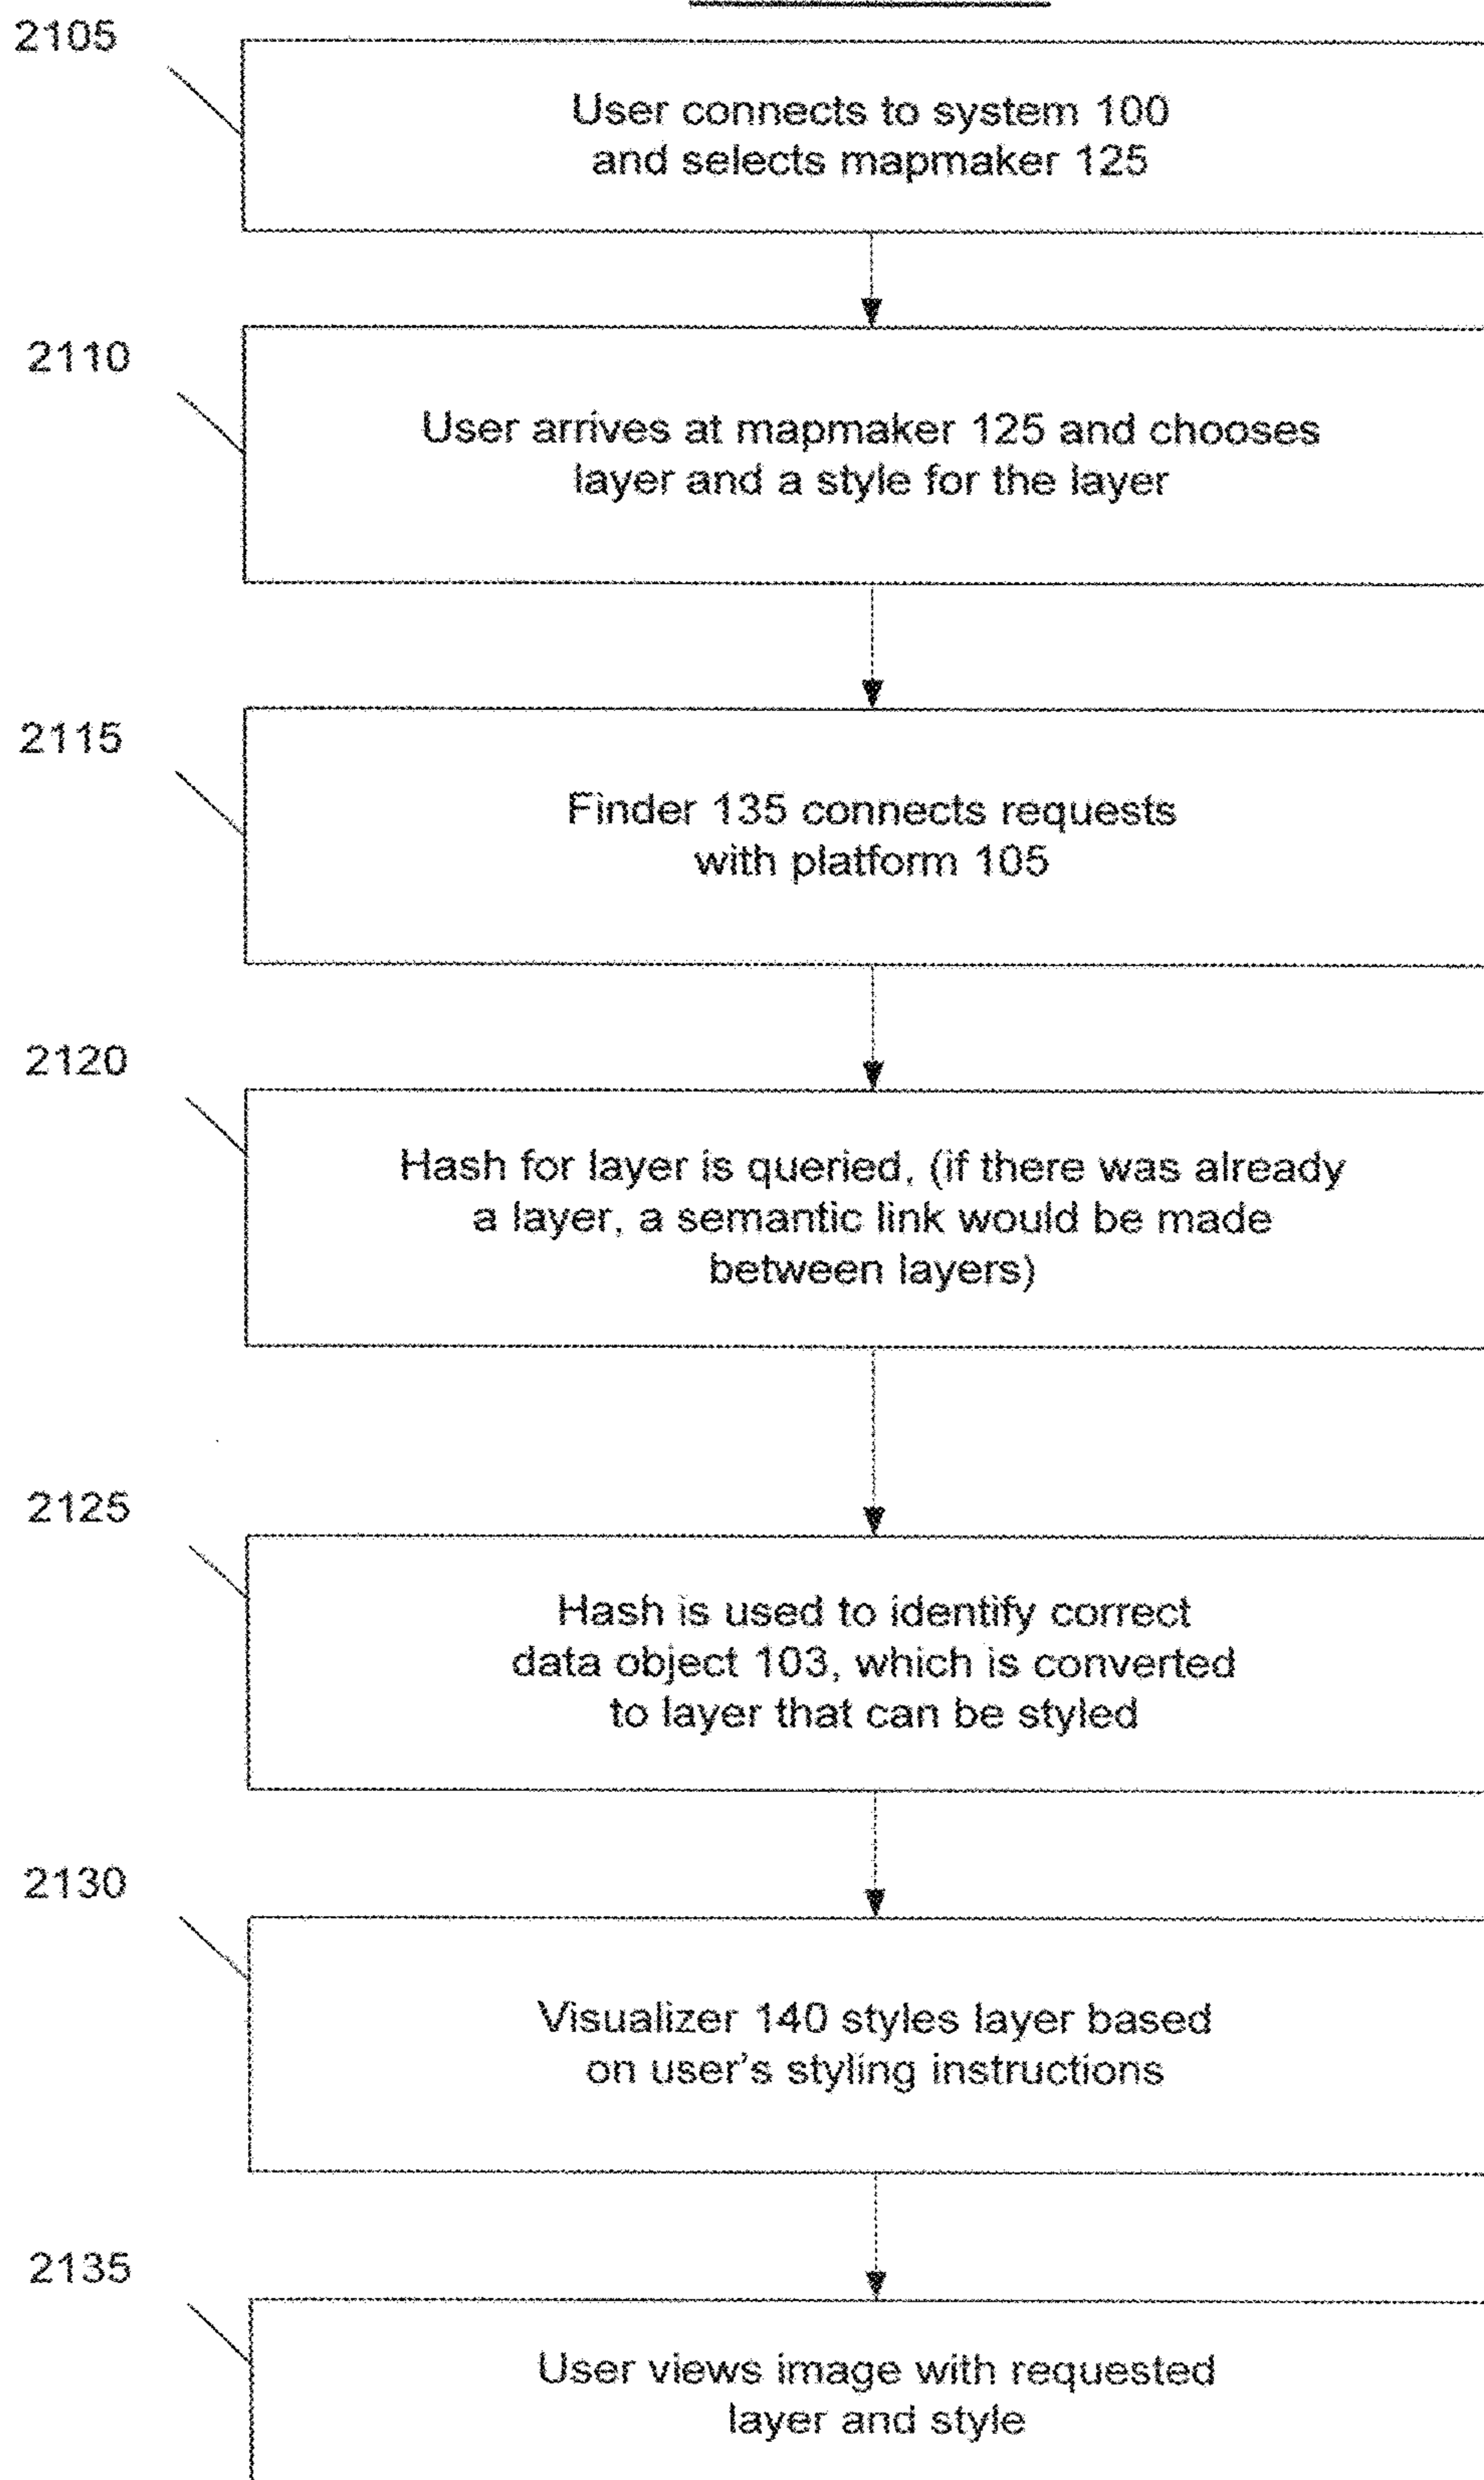 2105
User connects to system 100
and selects mapmaker 125
2110
User arrives at mapmaker 125 and chooses
layer and a style for the layer
2115
Finder 135 connects requests
with platform 105
2120
Hash for layer is queried, (if there was already
a layer, a semantic link would be made
between layers)
2125
Hash is used to identify correct
data object 103, which is converted
to layer that can be styled
2130
Visualizer 140 styles layer based
on user's styling instructions
2135
User views image with requested
layer and style